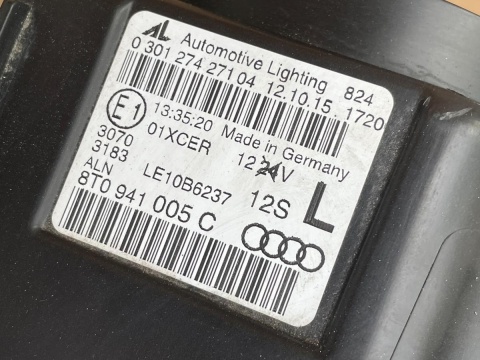 AL Automotive Lighting 824
0 301 274 271 04 12.10.15 1720
E1 13:35:20 Made in Germany
3070 01XCER 12 24V
3183
ALN LE10B6237 12S L
8T0 941 005 C